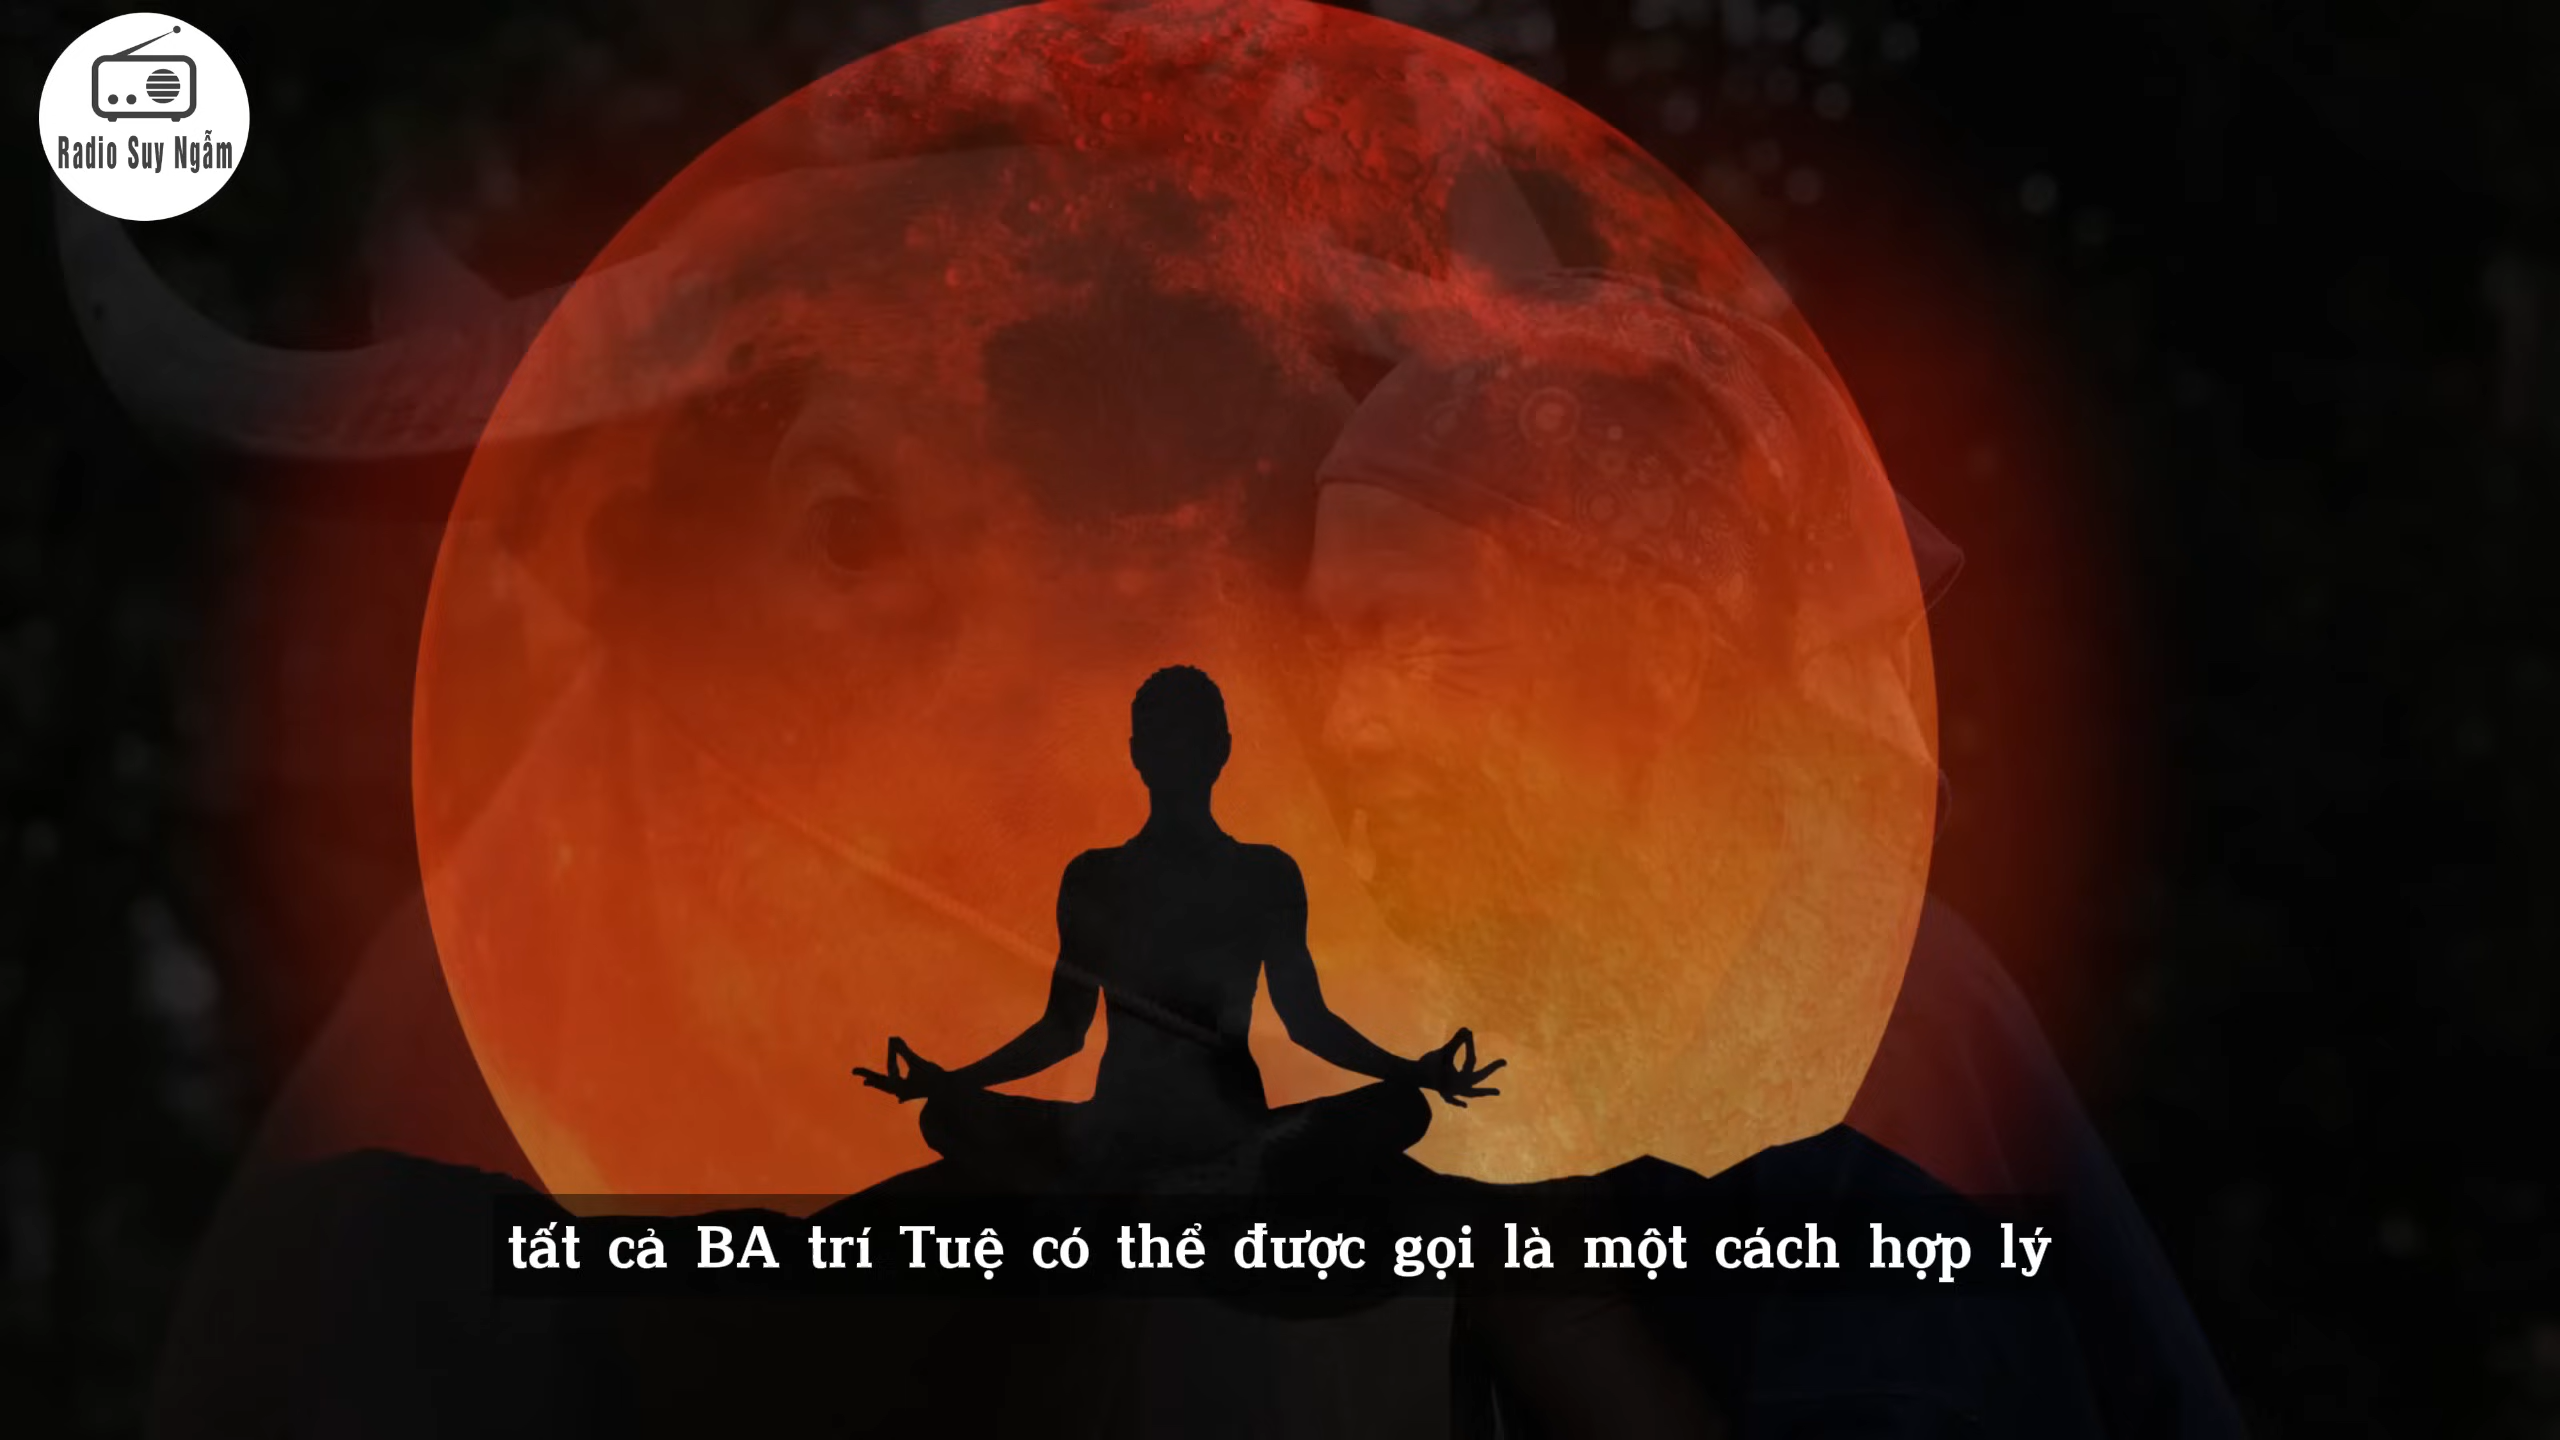 Radio Suy Ngẫm
tất cả BA trí Tuệ có thể được gọi là một cách hợp lý